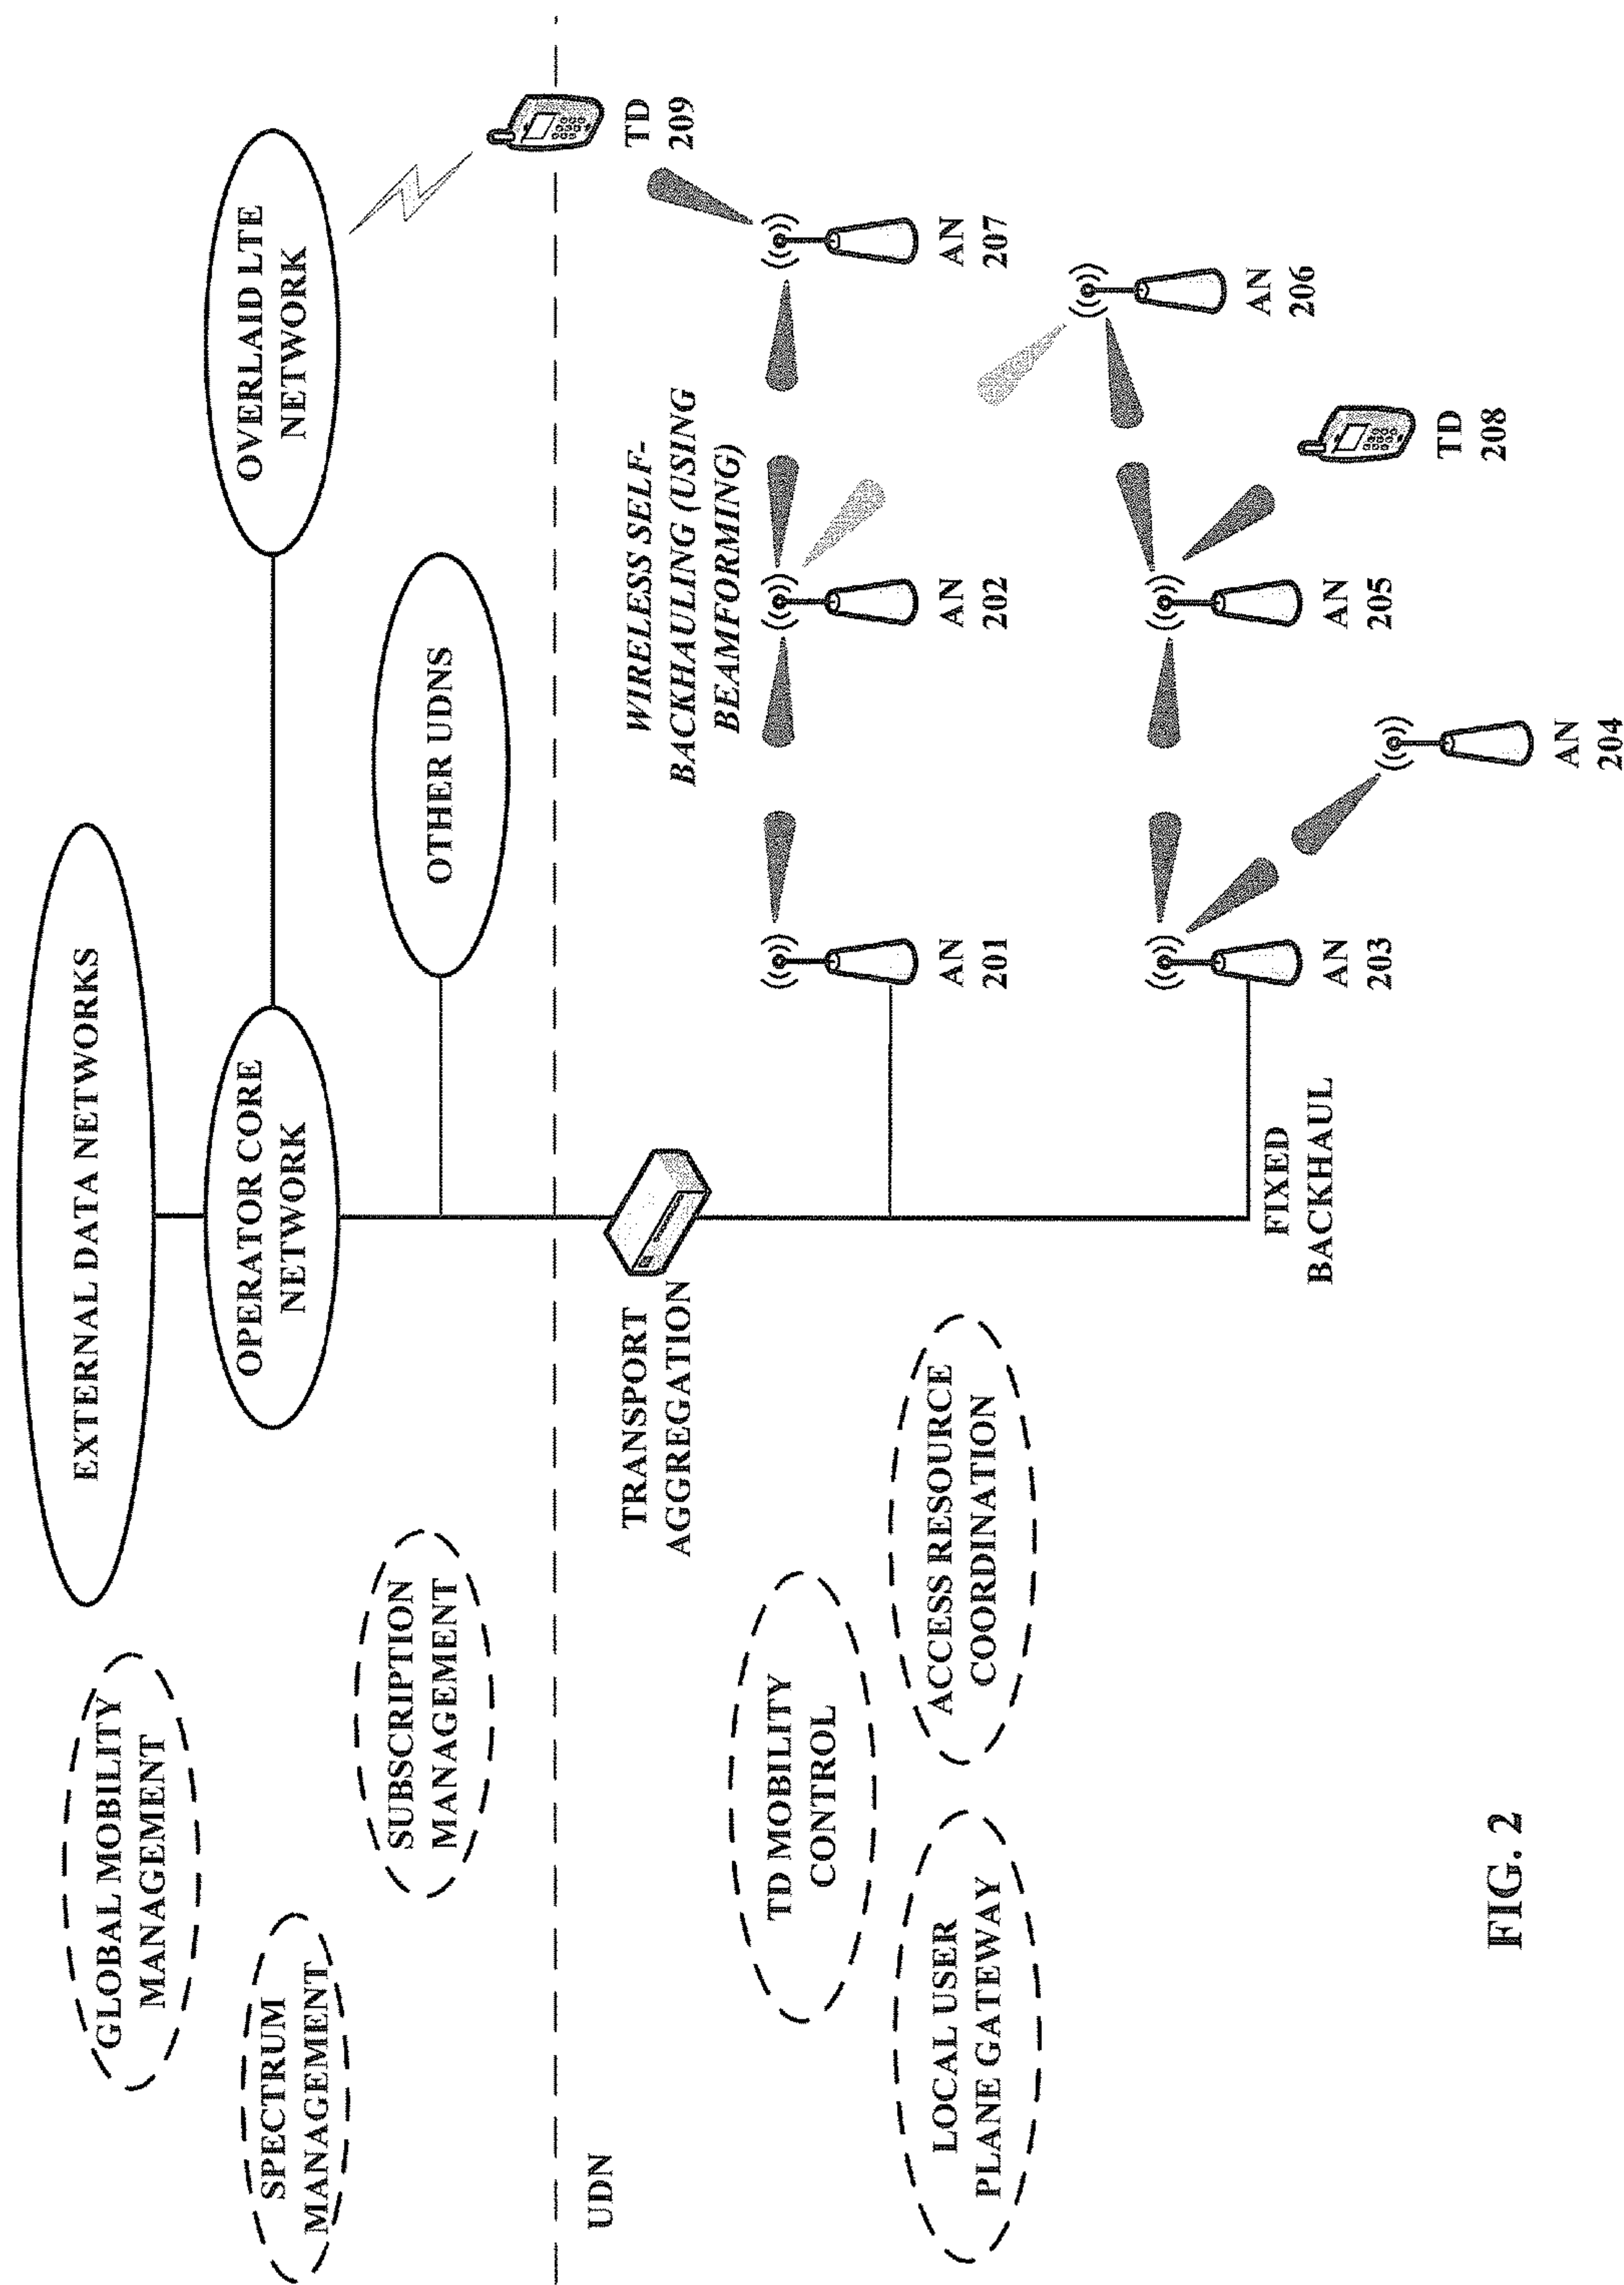 EXTERNAL DATA NETWORKS
GLOBAL MOBILITY
MANAGEMENT
SPECTRUM
MANAGEMENT
OPERATOR CORE
NETWORK
OVERLAID LTE
NETWORK
SUBSCRIPTION
MANAGEMENT
OTHER UDNS
UDN
TRANSPORT
AGGREGATION
WIRELESS SELF-
BACKHAULING (USING
BEAMFORMING)
TD
209
TD MOBILITY
CONTROL
LOCAL USER
PLANE GATEWAY
ACCESS RESOURCE
COORDINATION
AN
201
AN
202
AN
207
FIXED
BACKHAUL
AN
203
AN
205
AN
206
TD
208
AN
204
FIG. 2